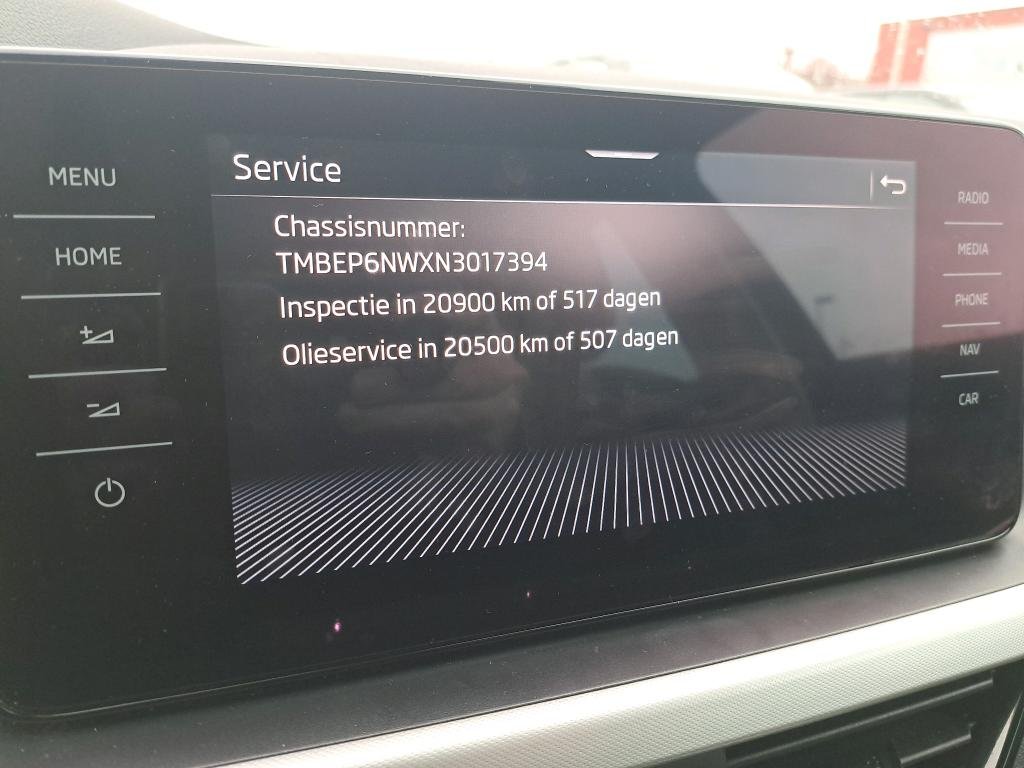 Service
MENU
HOME
Chassisnummer:
TMBEP6NWXN3017394
Inspectie in 20900 km of 517 dagen
Olieservice in 20500 km of 507 dagen
RADIO
MEDIA
PHONE
NAV
CAR